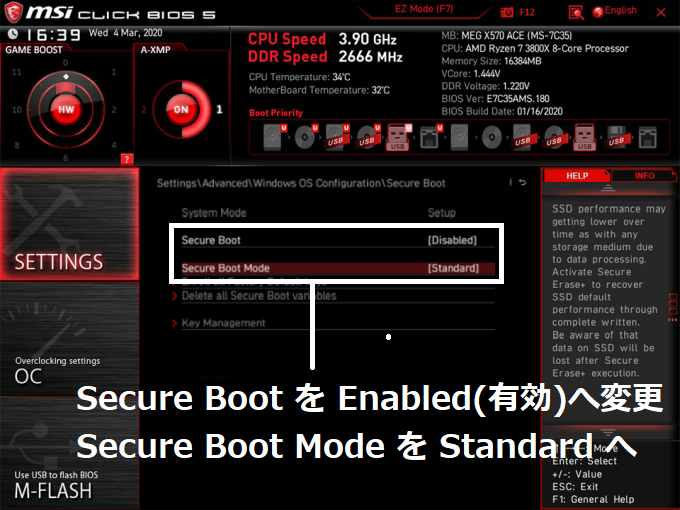 msi CLICK BIOS 5
EZ Mode (F7)
F12
English
16:39 Wed 4 Mar, 2020
GAME BOOST
A-XMP
11
0
1
10
2
HW
8
4
6
ON
1
?
CPU Speed 3.90 GHz
DDR Speed 2666 MHz
CPU Temperature: 34°C
MotherBoard Temperature: 32°C
MB: MEG X570 ACE (MS-7C35)
CPU: AMD Ryzen 7 3800X 8-Core Processor
Memory Size: 16384MB
VCore: 1.444V
DDR Voltage: 1.220V
BIOS Ver: E7C35AMS.180
BIOS Build Date: 01/16/2020
Boot Priority
U U USB USB U USB U USB USB USB USB
SETTINGS
Overclocking settings
OC
Use USB to flash BIOS
M-FLASH
Settings\Advanced\Windows OS Configuration\Secure Boot
System Mode Setup
Secure Boot [Disabled]
Secure Boot Mode [Standard]
Delete all Secure Boot variables
Key Management
HELP
INFO
SSD performance may
getting lower over
time as with any
storage medium due
to data processing.
Activate Secure
Erase+ to recover
SSD default
performance through
complete written.
Be aware of that
data on SSD will be
lost after Secure
Erase+ execution.
Secure Boot を Enabled(有効)へ変更
Secure Boot Mode を Standard へ
Move
Enter: Select
+/-: Value
ESC: Exit
F1: General Help